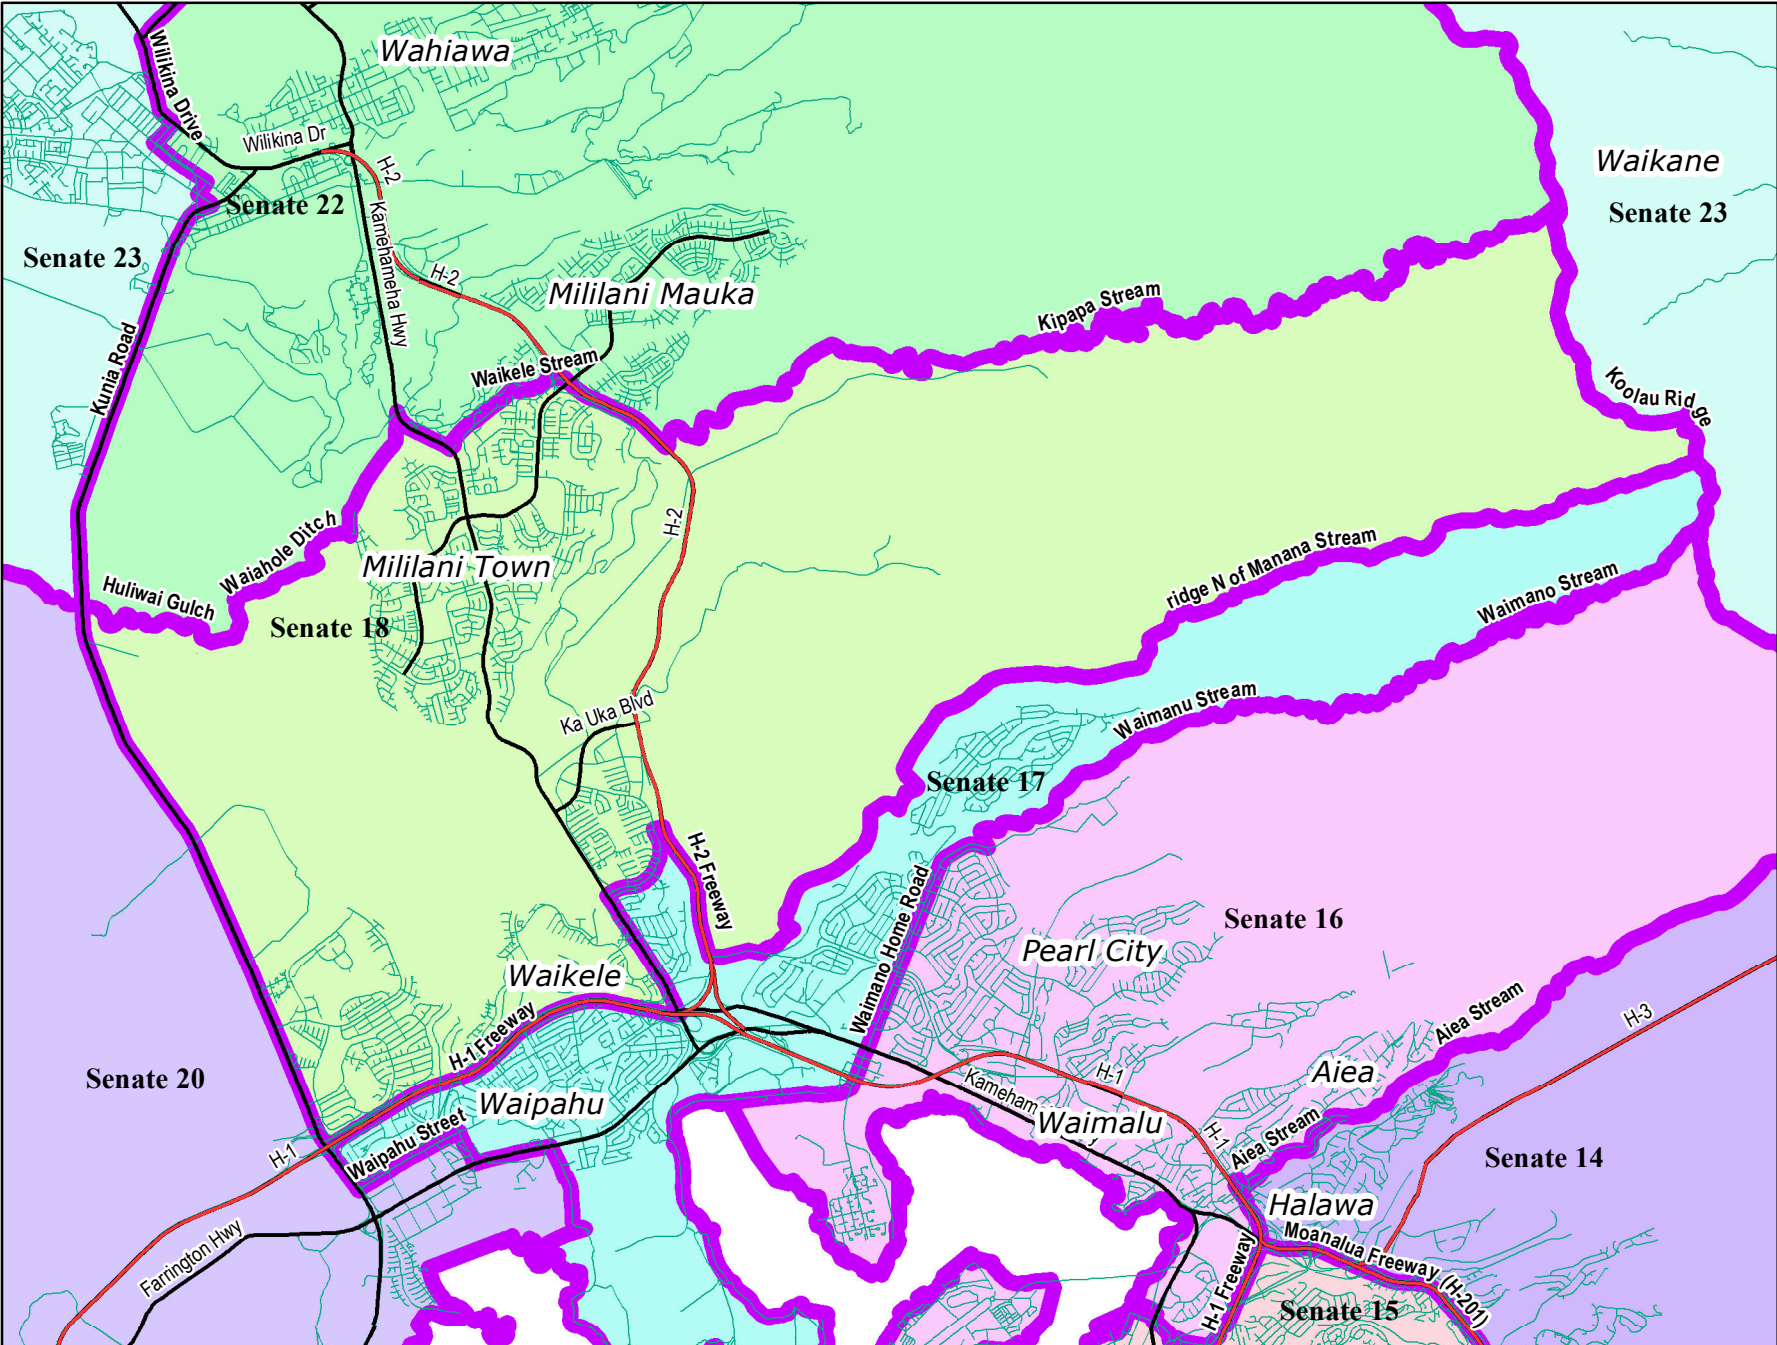 Wahiawa
Wilikina Drive
Wilikina Dr
H-2
Waikane
Senate 22
Senate 23
Senate 23
Kamehameha Hwy
H-2
Mililani Mauka
Kipapa Stream
Kunia Road
Waikele Stream
Koolau Ridge
H-2
Waiahole Ditch
Mililani Town
ridge N of Manana Stream
Huliwai Gulch
Waimano Stream
Senate 18
Ka Uka Blvd
Waimanu Stream
Senate 17
H-2 Freeway
Waimano Home Road
Senate 16
Pearl City
Waikele
H-1 Freeway
Aiea Stream
H-3
Senate 20
H-1
Aiea
Kameham
Waipahu
Waimalu
Waipahu Street
H-1
Aiea Stream
H-1
Senate 14
Halawa
Farrington Hwy
Moanalua Freeway (H-201)
H-1 Freeway
Senate 15